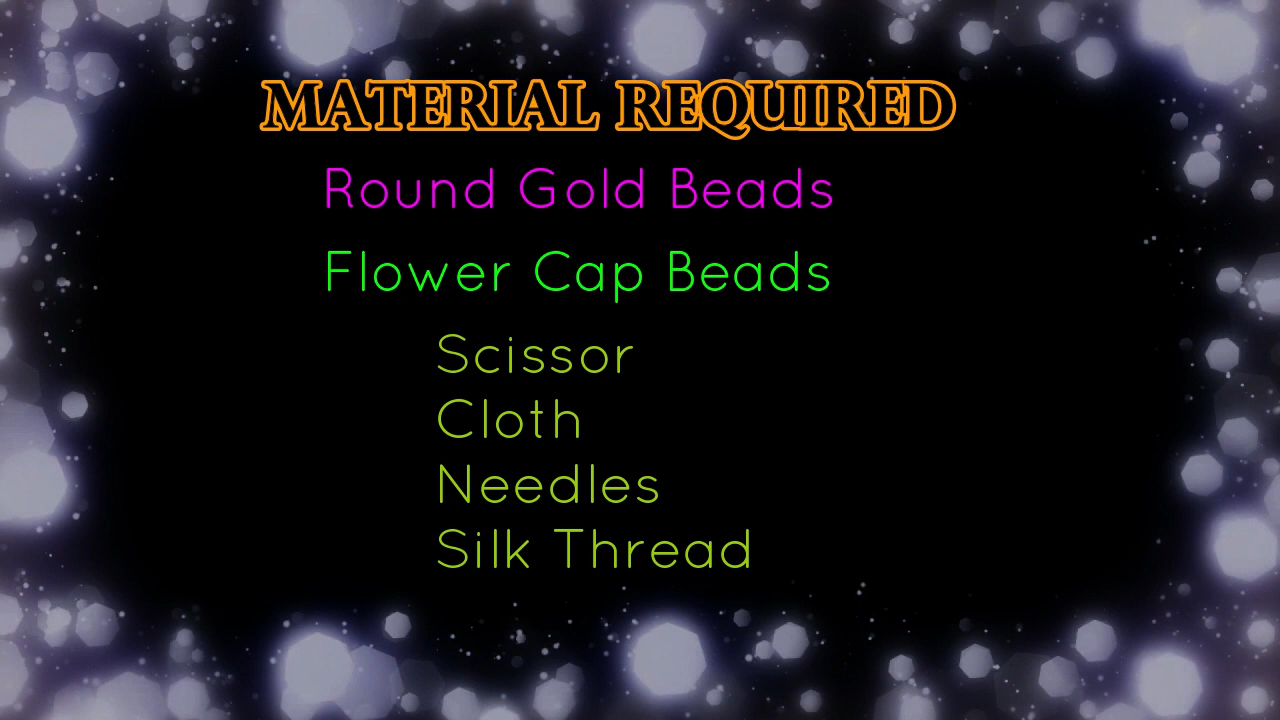 MATERIAL REQUIRED
Round Gold Beads
Flower Cap Beads
Scissor
Cloth
Needles
Silk Thread